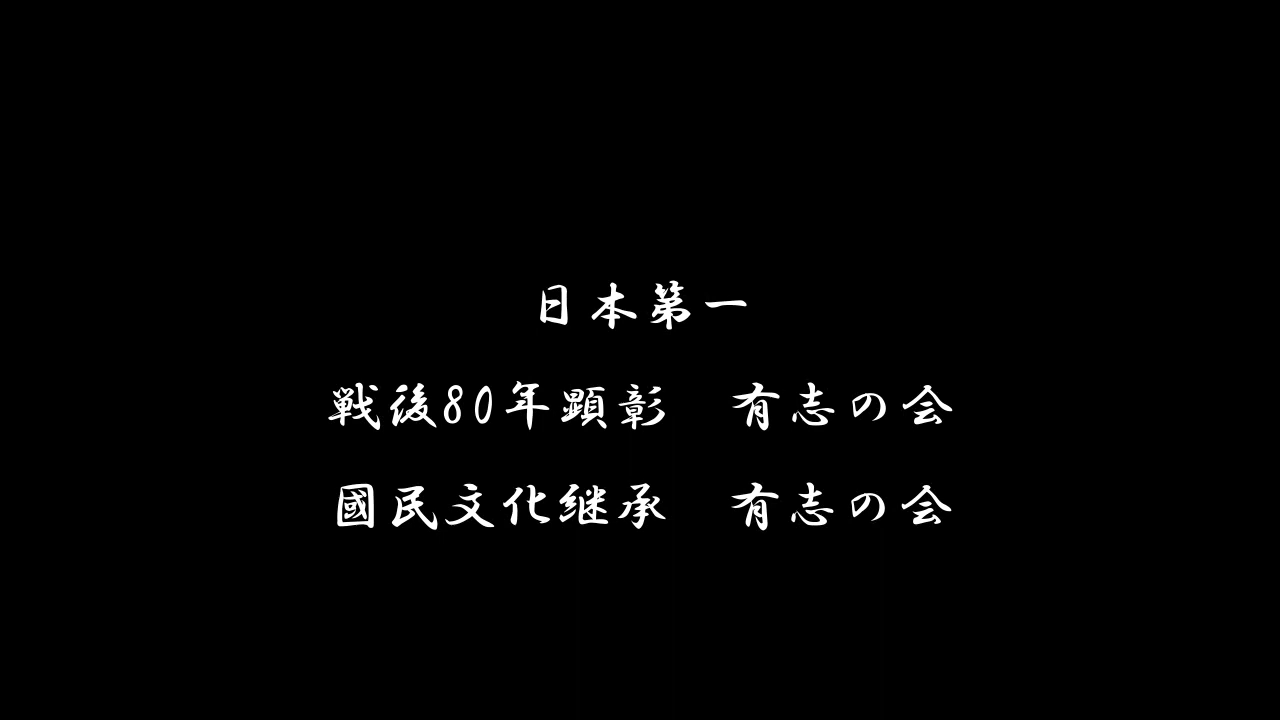 日本第一
戦後80年顕彰　有志の会
國民文化継承　有志の会